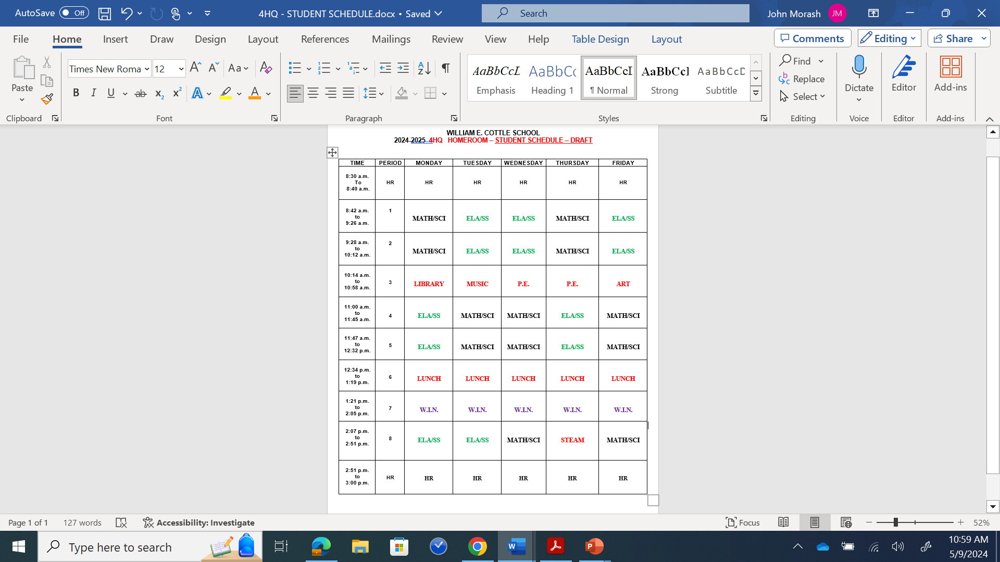 AutoSave Off 4HQ - STUDENT SCHEDULE.docx • Saved Search John Morash JM
File Home Insert Draw Design Layout References Mailings Review View Help Table Design Layout Comments Editing Share
Paste Times New Roma 12 Aa AaBbCcL AaBbCc AaBbCcI AaBbCcI AaBbCcD Find
Replace
Select
Emphasis Heading 1 ¶ Normal Strong Subtitle Dictate Editor Add-ins
Clipboard Font Paragraph Styles Editing Voice Editor Add-ins
WILLIAM E. COTTLE SCHOOL
2024-2025 4HQ HOMEROOM – STUDENT SCHEDULE – DRAFT
TIME PERIOD MONDAY TUESDAY WEDNESDAY THURSDAY FRIDAY
8:30 a.m.
To
8:40 a.m.
HR HR HR HR HR HR
8:42 a.m.
to
9:26 a.m.
1 MATH/SCI ELA/SS ELA/SS MATH/SCI ELA/SS
9:28 a.m.
to
10:12 a.m.
2 MATH/SCI ELA/SS ELA/SS MATH/SCI ELA/SS
10:14 a.m.
to
10:58 a.m.
3 LIBRARY MUSIC P.E. P.E. ART
11:00 a.m.
to
11:45 a.m.
4 ELA/SS MATH/SCI MATH/SCI ELA/SS MATH/SCI
11:47 a.m.
to
12:32 p.m.
5 ELA/SS MATH/SCI MATH/SCI ELA/SS MATH/SCI
12:34 p.m.
to
1:19 p.m.
6 LUNCH LUNCH LUNCH LUNCH LUNCH
1:21 p.m.
to
2:05 p.m.
7 W.I.N. W.I.N. W.I.N. W.I.N. W.I.N.
2:07 p.m.
to
2:51 p.m.
8 ELA/SS ELA/SS MATH/SCI STEAM MATH/SCI
2:51 p.m.
to
3:00 p.m.
HR HR HR HR HR HR
Page 1 of 1 127 words Accessibility: Investigate Focus 52%
Type here to search 10:59 AM
5/9/2024